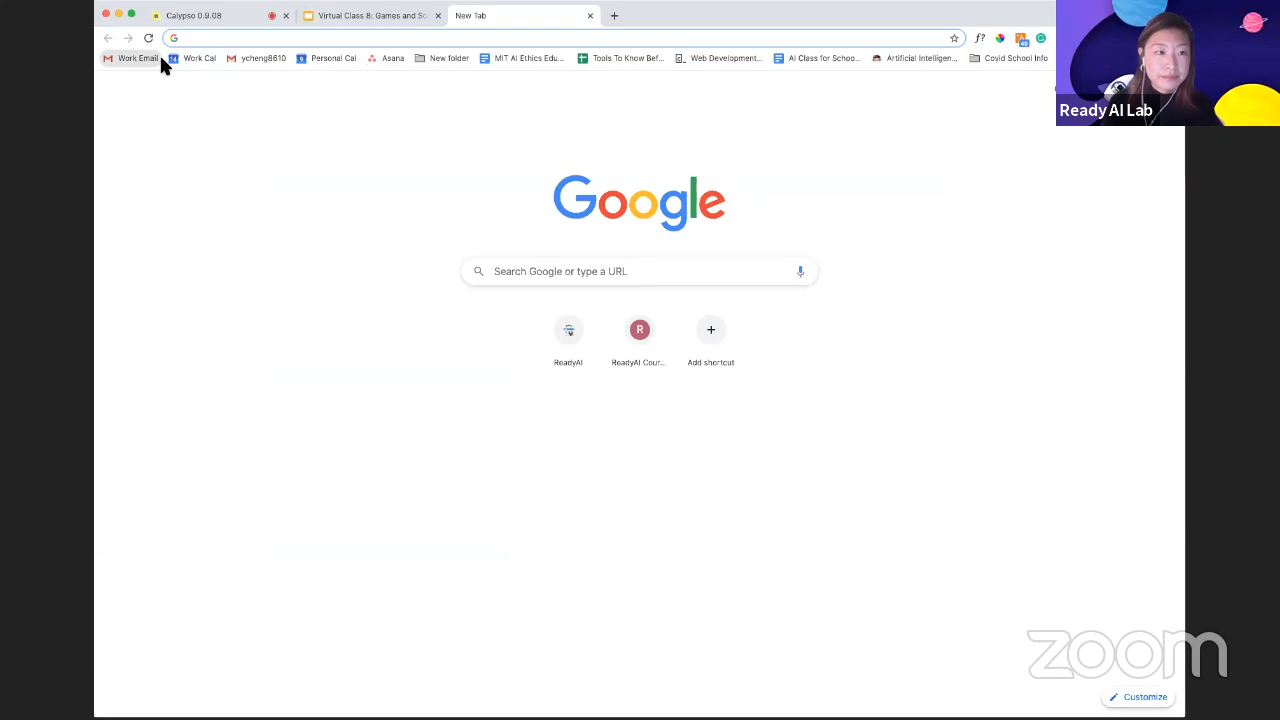 Calypso 0.9.08
Virtual Class 8: Games and So
New Tab
Work Email
Work Cal
ycheng8610
Personal Cal
Asana
New folder
MIT AI Ethics Edu...
Tools To Know Bef...
Web Development...
AI Class for Schoo...
Artificial Intelligen...
Covid School Info
Ready AI Lab
Google
Search Google or type a URL
ReadyAI
ReadyAI Cour...
Add shortcut
zoom
Customize